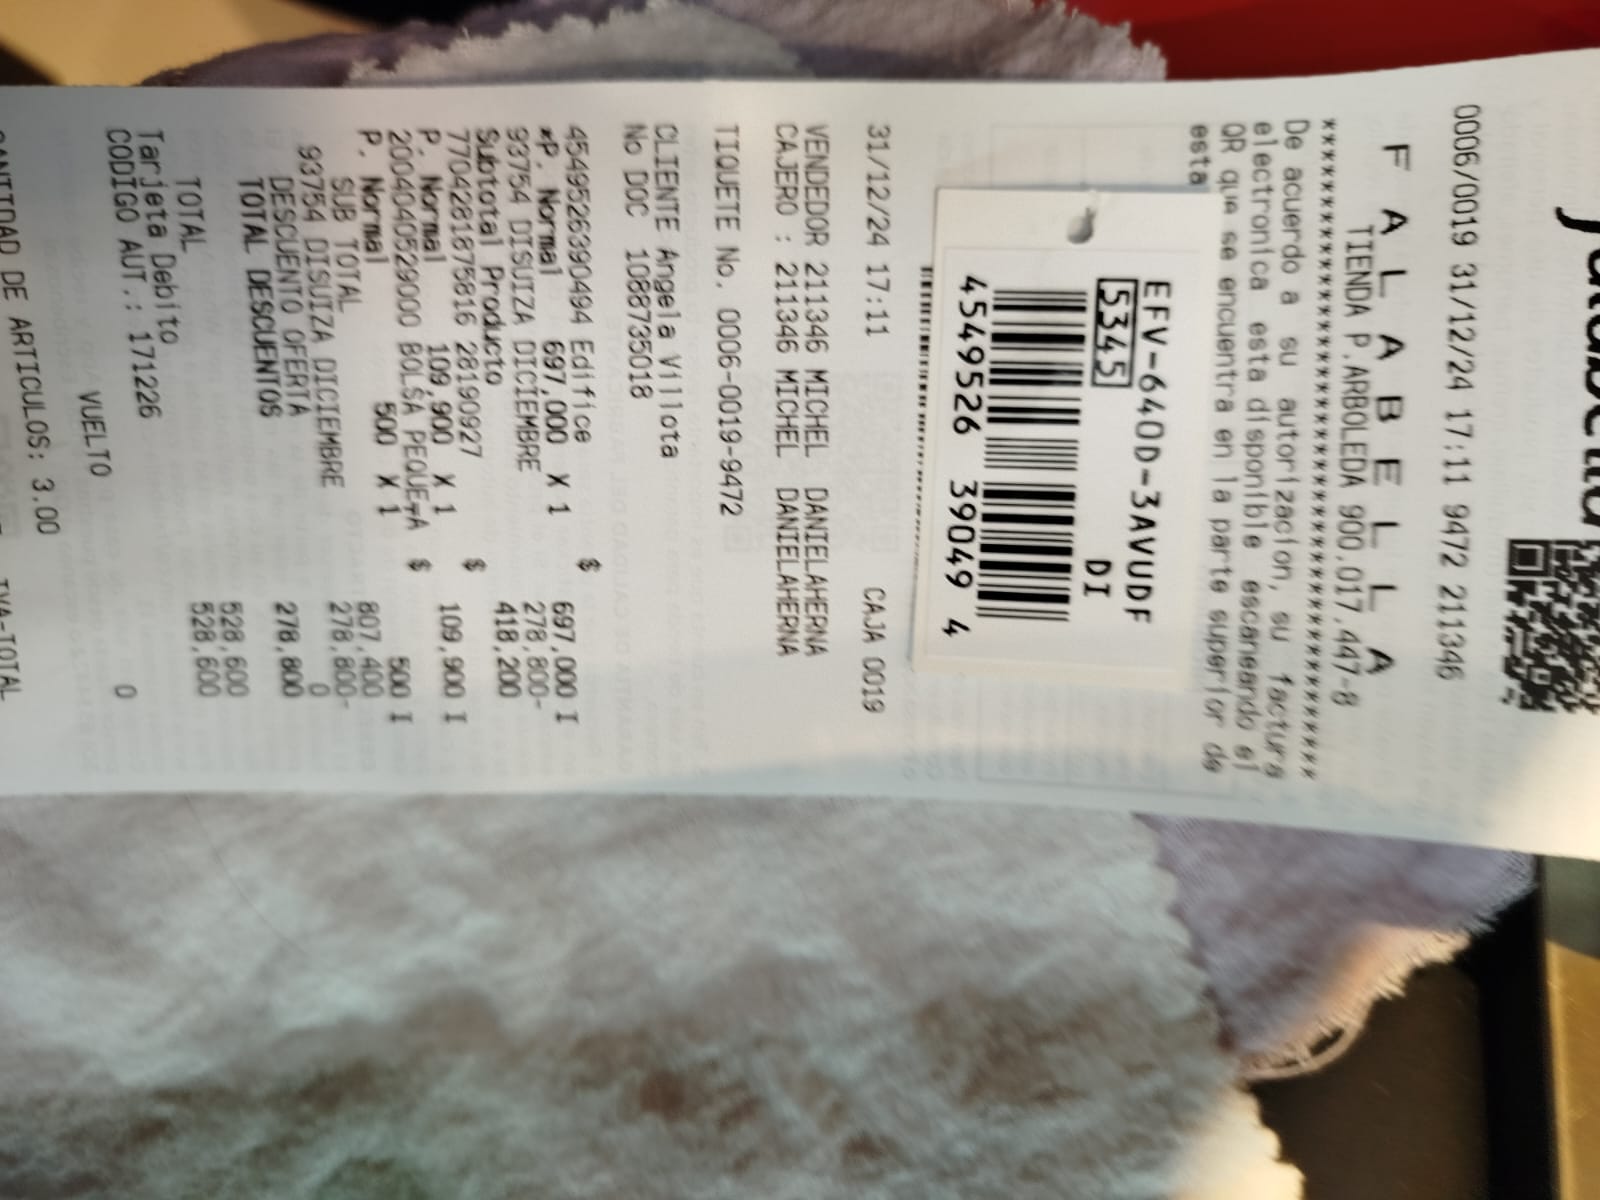 falabella
0006/0019 31/12/24 17:11 9472 211346
F A L A B E L L A
TIENDA P.ARBOLEDA 900.017.447-8
****************************************
De acuerdo a su autorizacion, su factura
electronica esta disponible escaneando el
QR que se encuentra en la parte superior de
esta
EFV-640D-3AVUDF
5345 DI
4549526 39049 4
31/12/24 17:11 CAJA 0019
VENDEDOR 211346 MICHEL DANIELAHERNA
CAJERO : 211346 MICHEL DANIELAHERNA
TIQUETE No. 0006-0019-9472
CLIENTE Angela Villota
No DOC 1088735018
4549526390494 Edifice $
*P. Normal 697,000 X 1 697,000 I
93754 DISUIZA DICIEMBRE 278,800-
Subtotal Producto 418,200
7704281875816 28190927 $
P. Normal 109,900 X 1 109,900 I
2004040529000 BOLSA PEQUE¬A $
P. Normal 500 X 1 500 I
SUB TOTAL 807,400
93754 DISUIZA DICIEMBRE 278,800-
DESCUENTO OFERTA 0
TOTAL DESCUENTOS 278,800
TOTAL 528,600
Tarjeta Debito 528,600
CODIGO AUT.: 171226
VUELTO 0
CANTIDAD DE ARTICULOS: 3.00
IVA-TOTAL